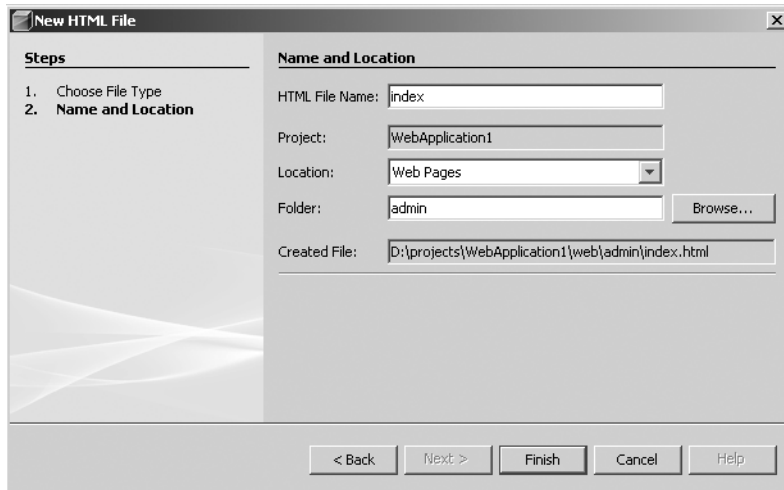 New HTML File
Steps
1. Choose File Type
2. Name and Location
Name and Location
HTML File Name: index
Project: WebApplication1
Location: Web Pages
Folder: admin Browse...
Created File: D:\projects\WebApplication1\web\admin\index.html
< Back Next > Finish Cancel Help